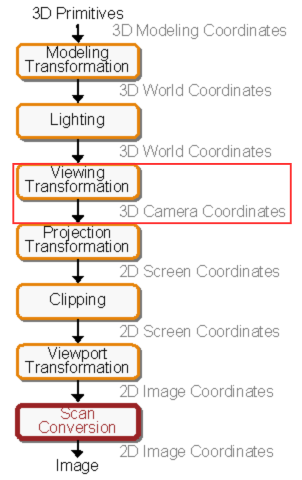 3D Primitives
3D Modeling Coordinates
Modeling
Transformation
3D World Coordinates
Lighting
3D World Coordinates
Viewing
Transformation
3D Camera Coordinates
Projection
Transformation
2D Screen Coordinates
Clipping
2D Screen Coordinates
Viewport
Transformation
2D Image Coordinates
Scan
Conversion
2D Image Coordinates
Image